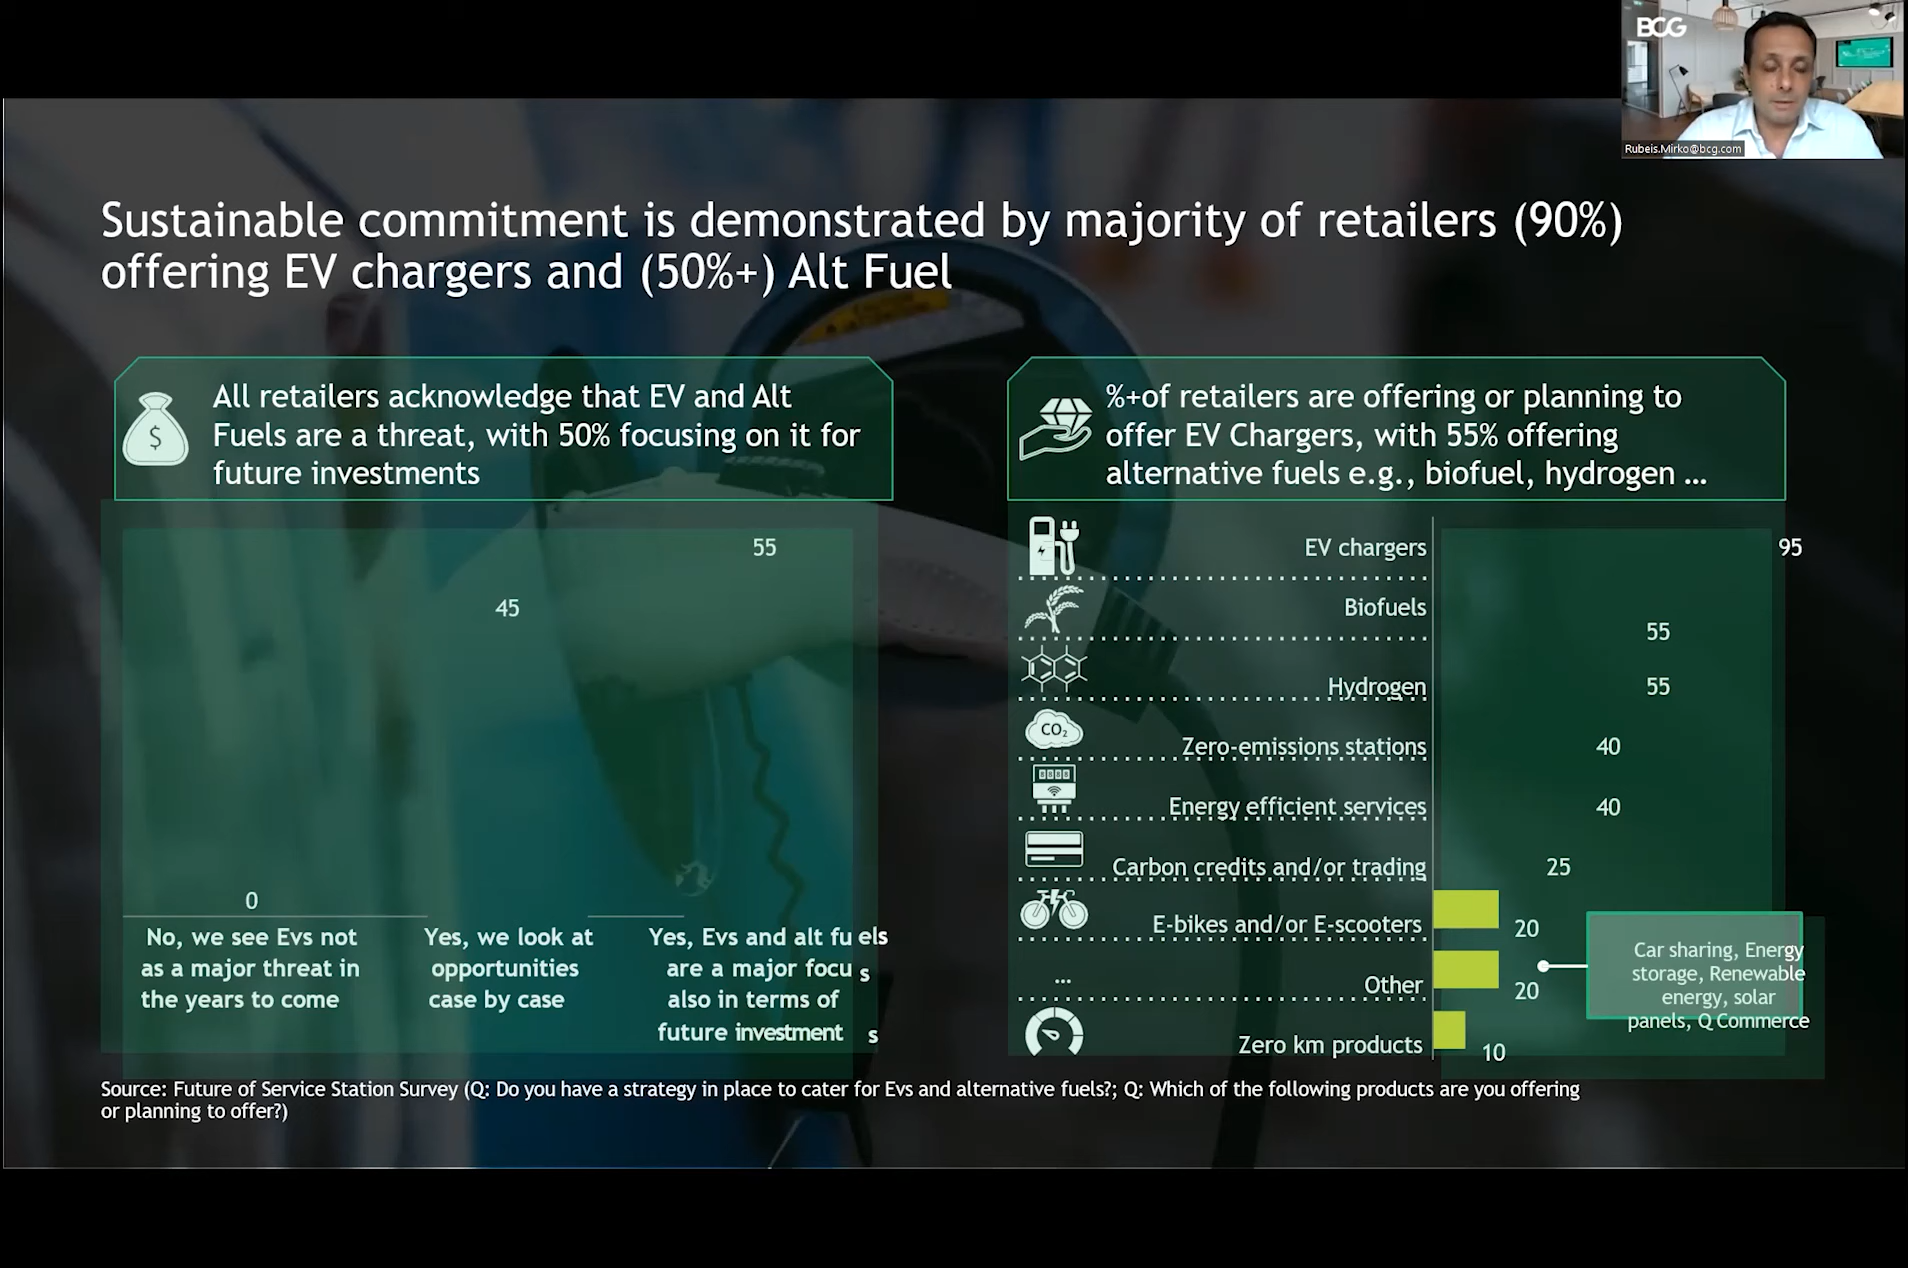 BCG
Rubeis.Mirko@bcg.com
Sustainable commitment is demonstrated by majority of retailers (90%)
offering EV chargers and (50%+) Alt Fuel
$
All retailers acknowledge that EV and Alt
Fuels are a threat, with 50% focusing on it for
future investments
55
45
0
No, we see Evs not
as a major threat in
the years to come
Yes, we look at
opportunities
case by case
Yes, Evs and alt fuels
are a major focus
also in terms of
future investments
%+of retailers are offering or planning to
offer EV Chargers, with 55% offering
alternative fuels e.g., biofuel, hydrogen ...
EV chargers 95
Biofuels 55
Hydrogen 55
CO₂
Zero-emissions stations 40
8888
Energy efficient services 40
Carbon credits and/or trading 25
E-bikes and/or E-scooters 20
...
Other 20
Car sharing, Energy
storage, Renewable
energy, solar
panels, Q Commerce
Zero km products 10
Source: Future of Service Station Survey (Q: Do you have a strategy in place to cater for Evs and alternative fuels?; Q: Which of the following products are you offering
or planning to offer?)